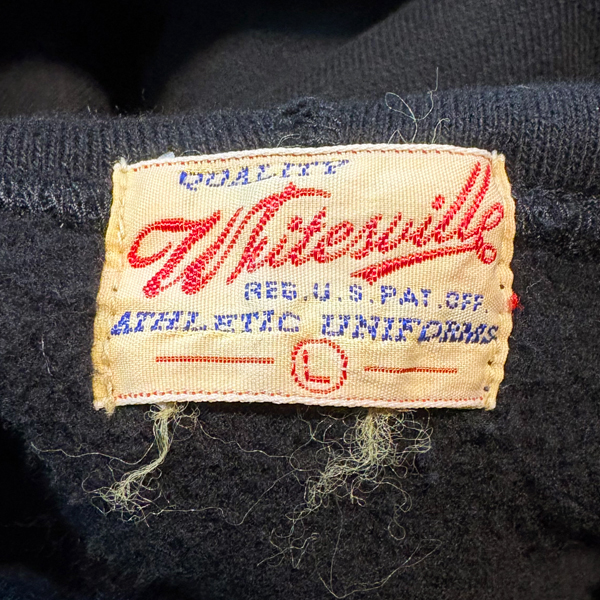 QUALITY
Whitesville
REG.U.S.PAT.OFF.
ATHLETIC UNIFORMS
L